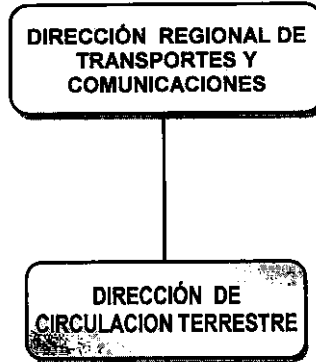 DIRECCIÓN REGIONAL DE
TRANSPORTES Y
COMUNICACIONES
DIRECCIÓN DE
CIRCULACION TERRESTRE